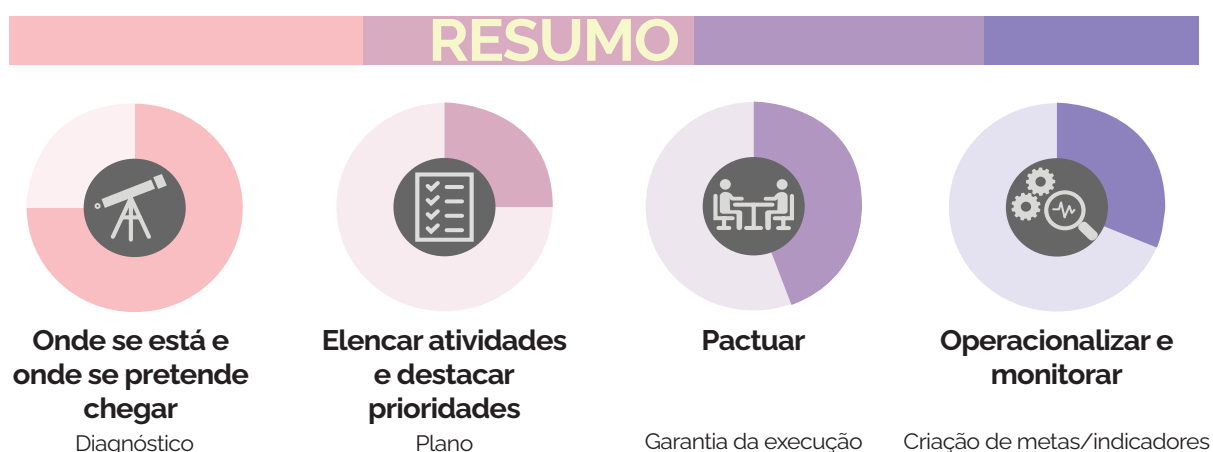 RESUMO
Onde se está e
onde se pretende
chegar
Diagnóstico
Elencar atividades
e destacar
prioridades
Plano
Pactuar
Garantia da execução
Operacionalizar e
monitorar
Criação de metas/indicadores